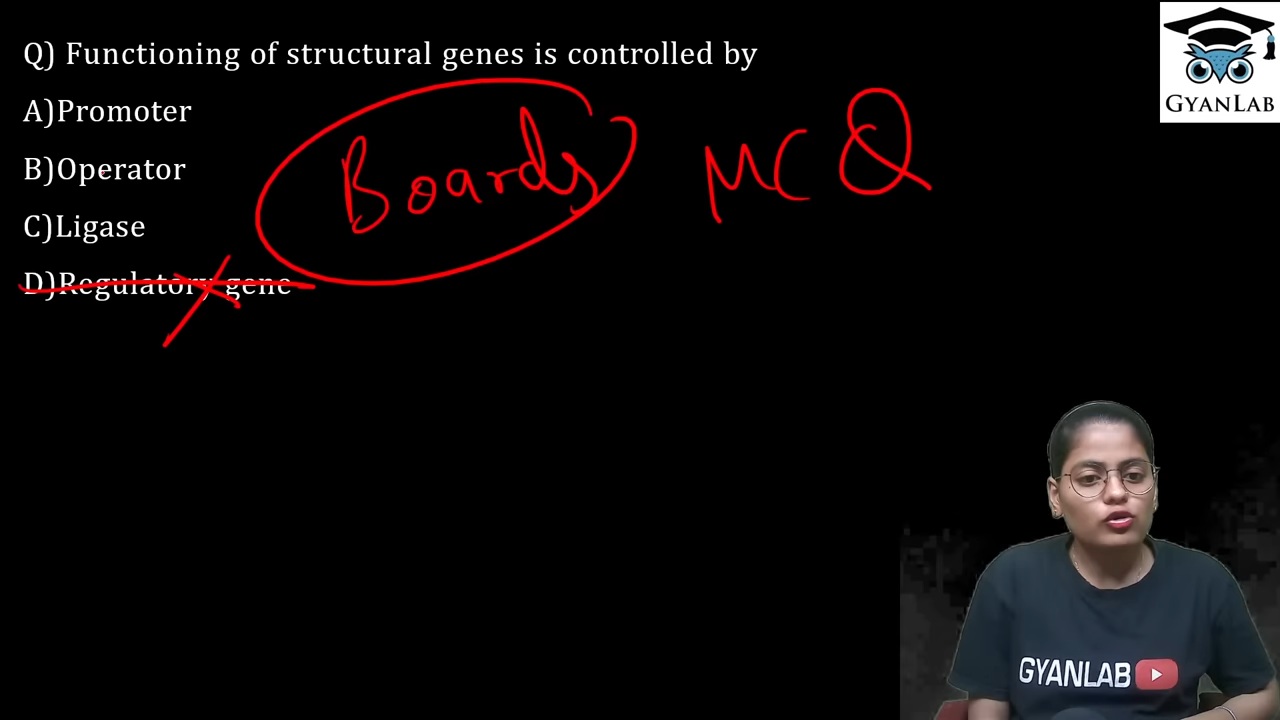 Q) Functioning of structural genes is controlled by
A)Promoter
B)Operator
C)Ligase
D)Regulatory gene
Boards MCQ
GYANLAB
GYANLAB